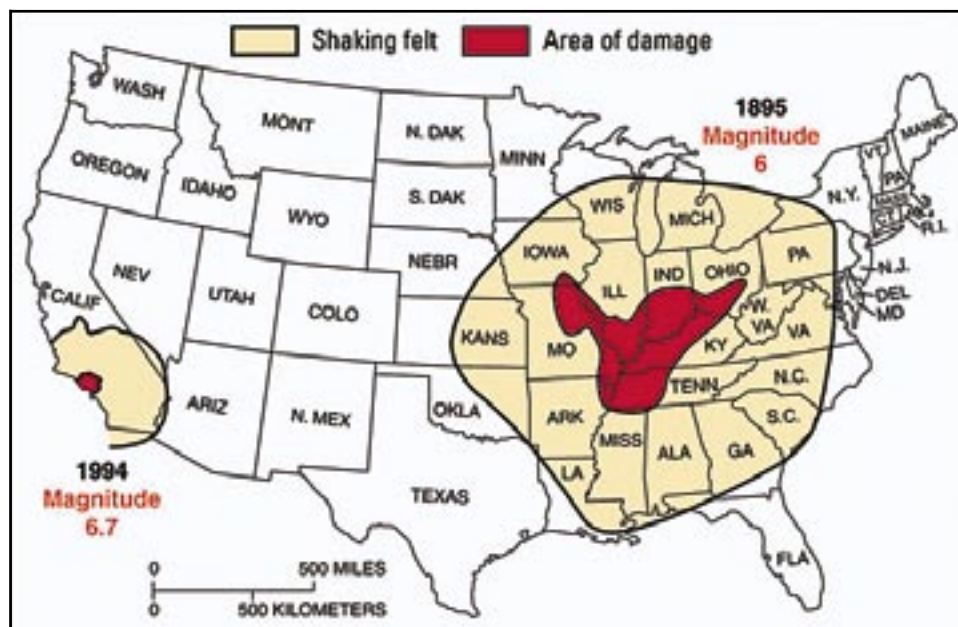 Shaking felt
Area of damage
1895
Magnitude
6
WASH
MONT
N. DAK
MINN
MAINE
VT.
PA
N.Y.
MASS
CT.
R.I.
OREGON
IDAHO
S. DAK
WIS
MICH
WYO
IOWA
PA
N.J.
NEBR
NEV
ILL
IND
OHIO
DEL
MD
CALIF
UTAH
COLO
KANS
MO
W.
VA
VA
KY
TENN
N.C.
ARIZ
N. MEX
OKLA
ARK
S.C.
MISS
ALA
GA
LA
TEXAS
FLA
1994
Magnitude
6.7
0
500 MILES
0
500 KILOMETERS